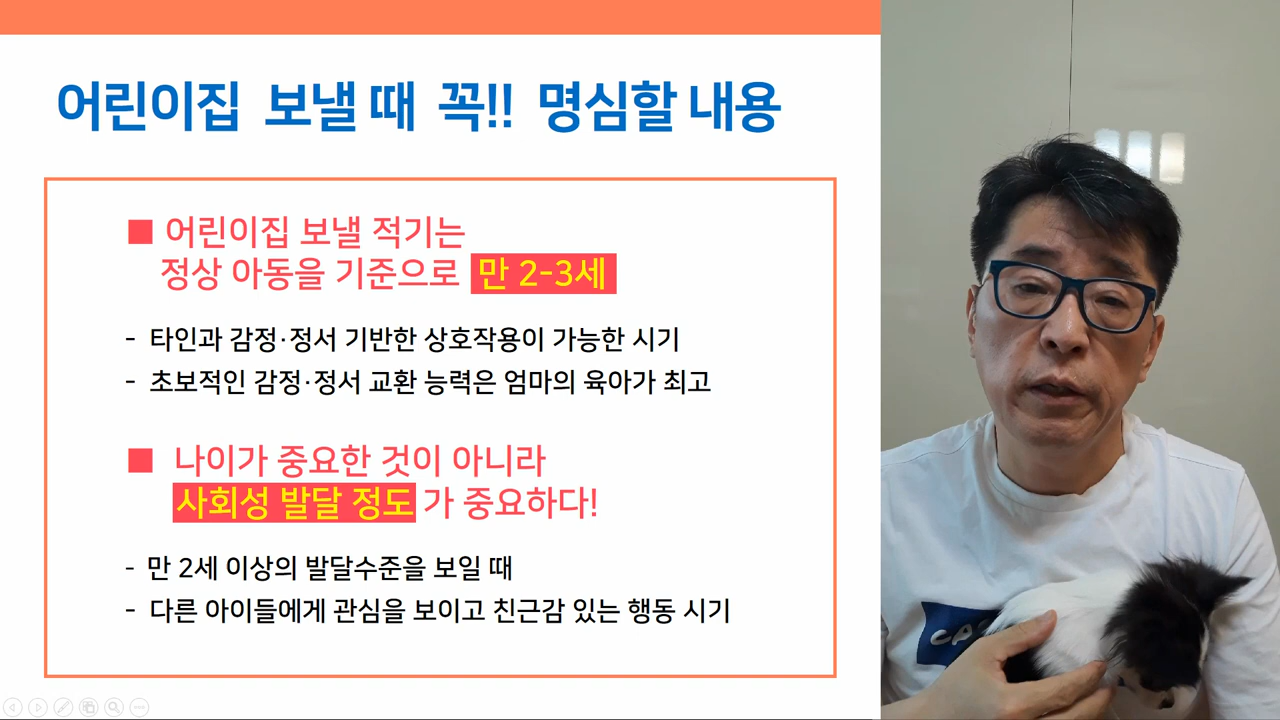 어린이집 보낼 때 꼭!! 명심할 내용
■ 어린이집 보낼 적기는
정상 아동을 기준으로 만 2-3세
- 타인과 감정·정서 기반한 상호작용이 가능한 시기
- 초보적인 감정·정서 교환 능력은 엄마의 육아가 최고
■ 나이가 중요한 것이 아니라
사회성 발달 정도가 중요하다!
- 만 2세 이상의 발달수준을 보일 때
- 다른 아이들에게 관심을 보이고 친근감 있는 행동 시기